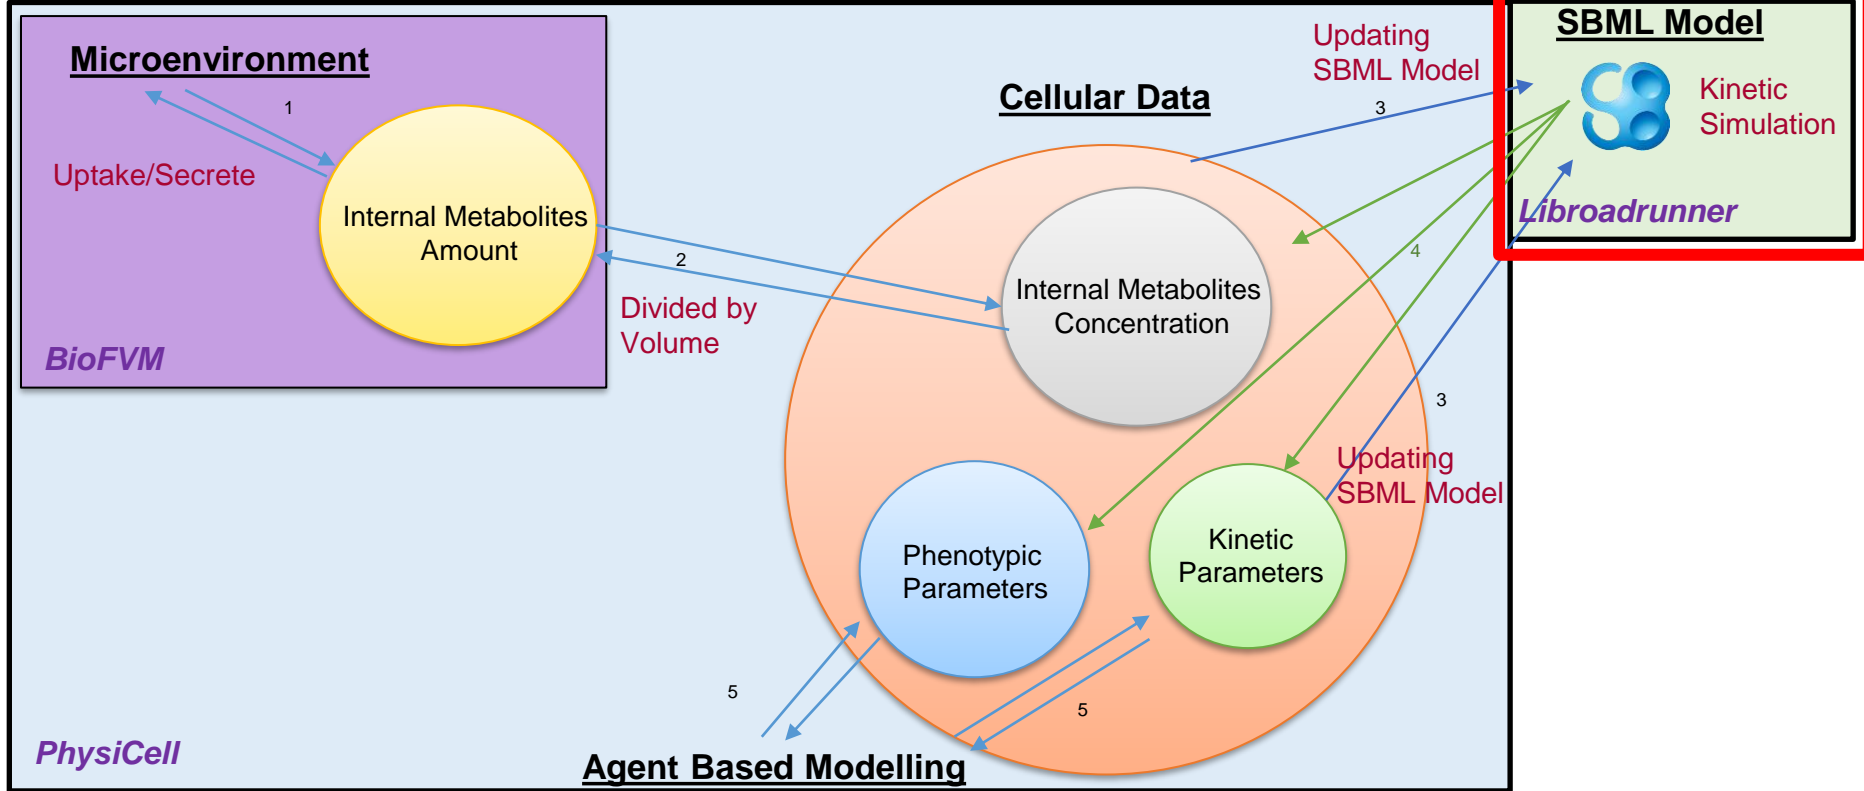 Microenvironment
1
Uptake/Secrete
Internal Metabolites
Amount
BioFVM
2
Divided by
Volume
Cellular Data
Internal Metabolites
Concentration
Updating
SBML Model
3
SBML Model
Kinetic
Simulation
Libroadrunner
4
3
Updating
SBML Model
Phenotypic
Parameters
Kinetic
Parameters
5
5
Agent Based Modelling
PhysiCell